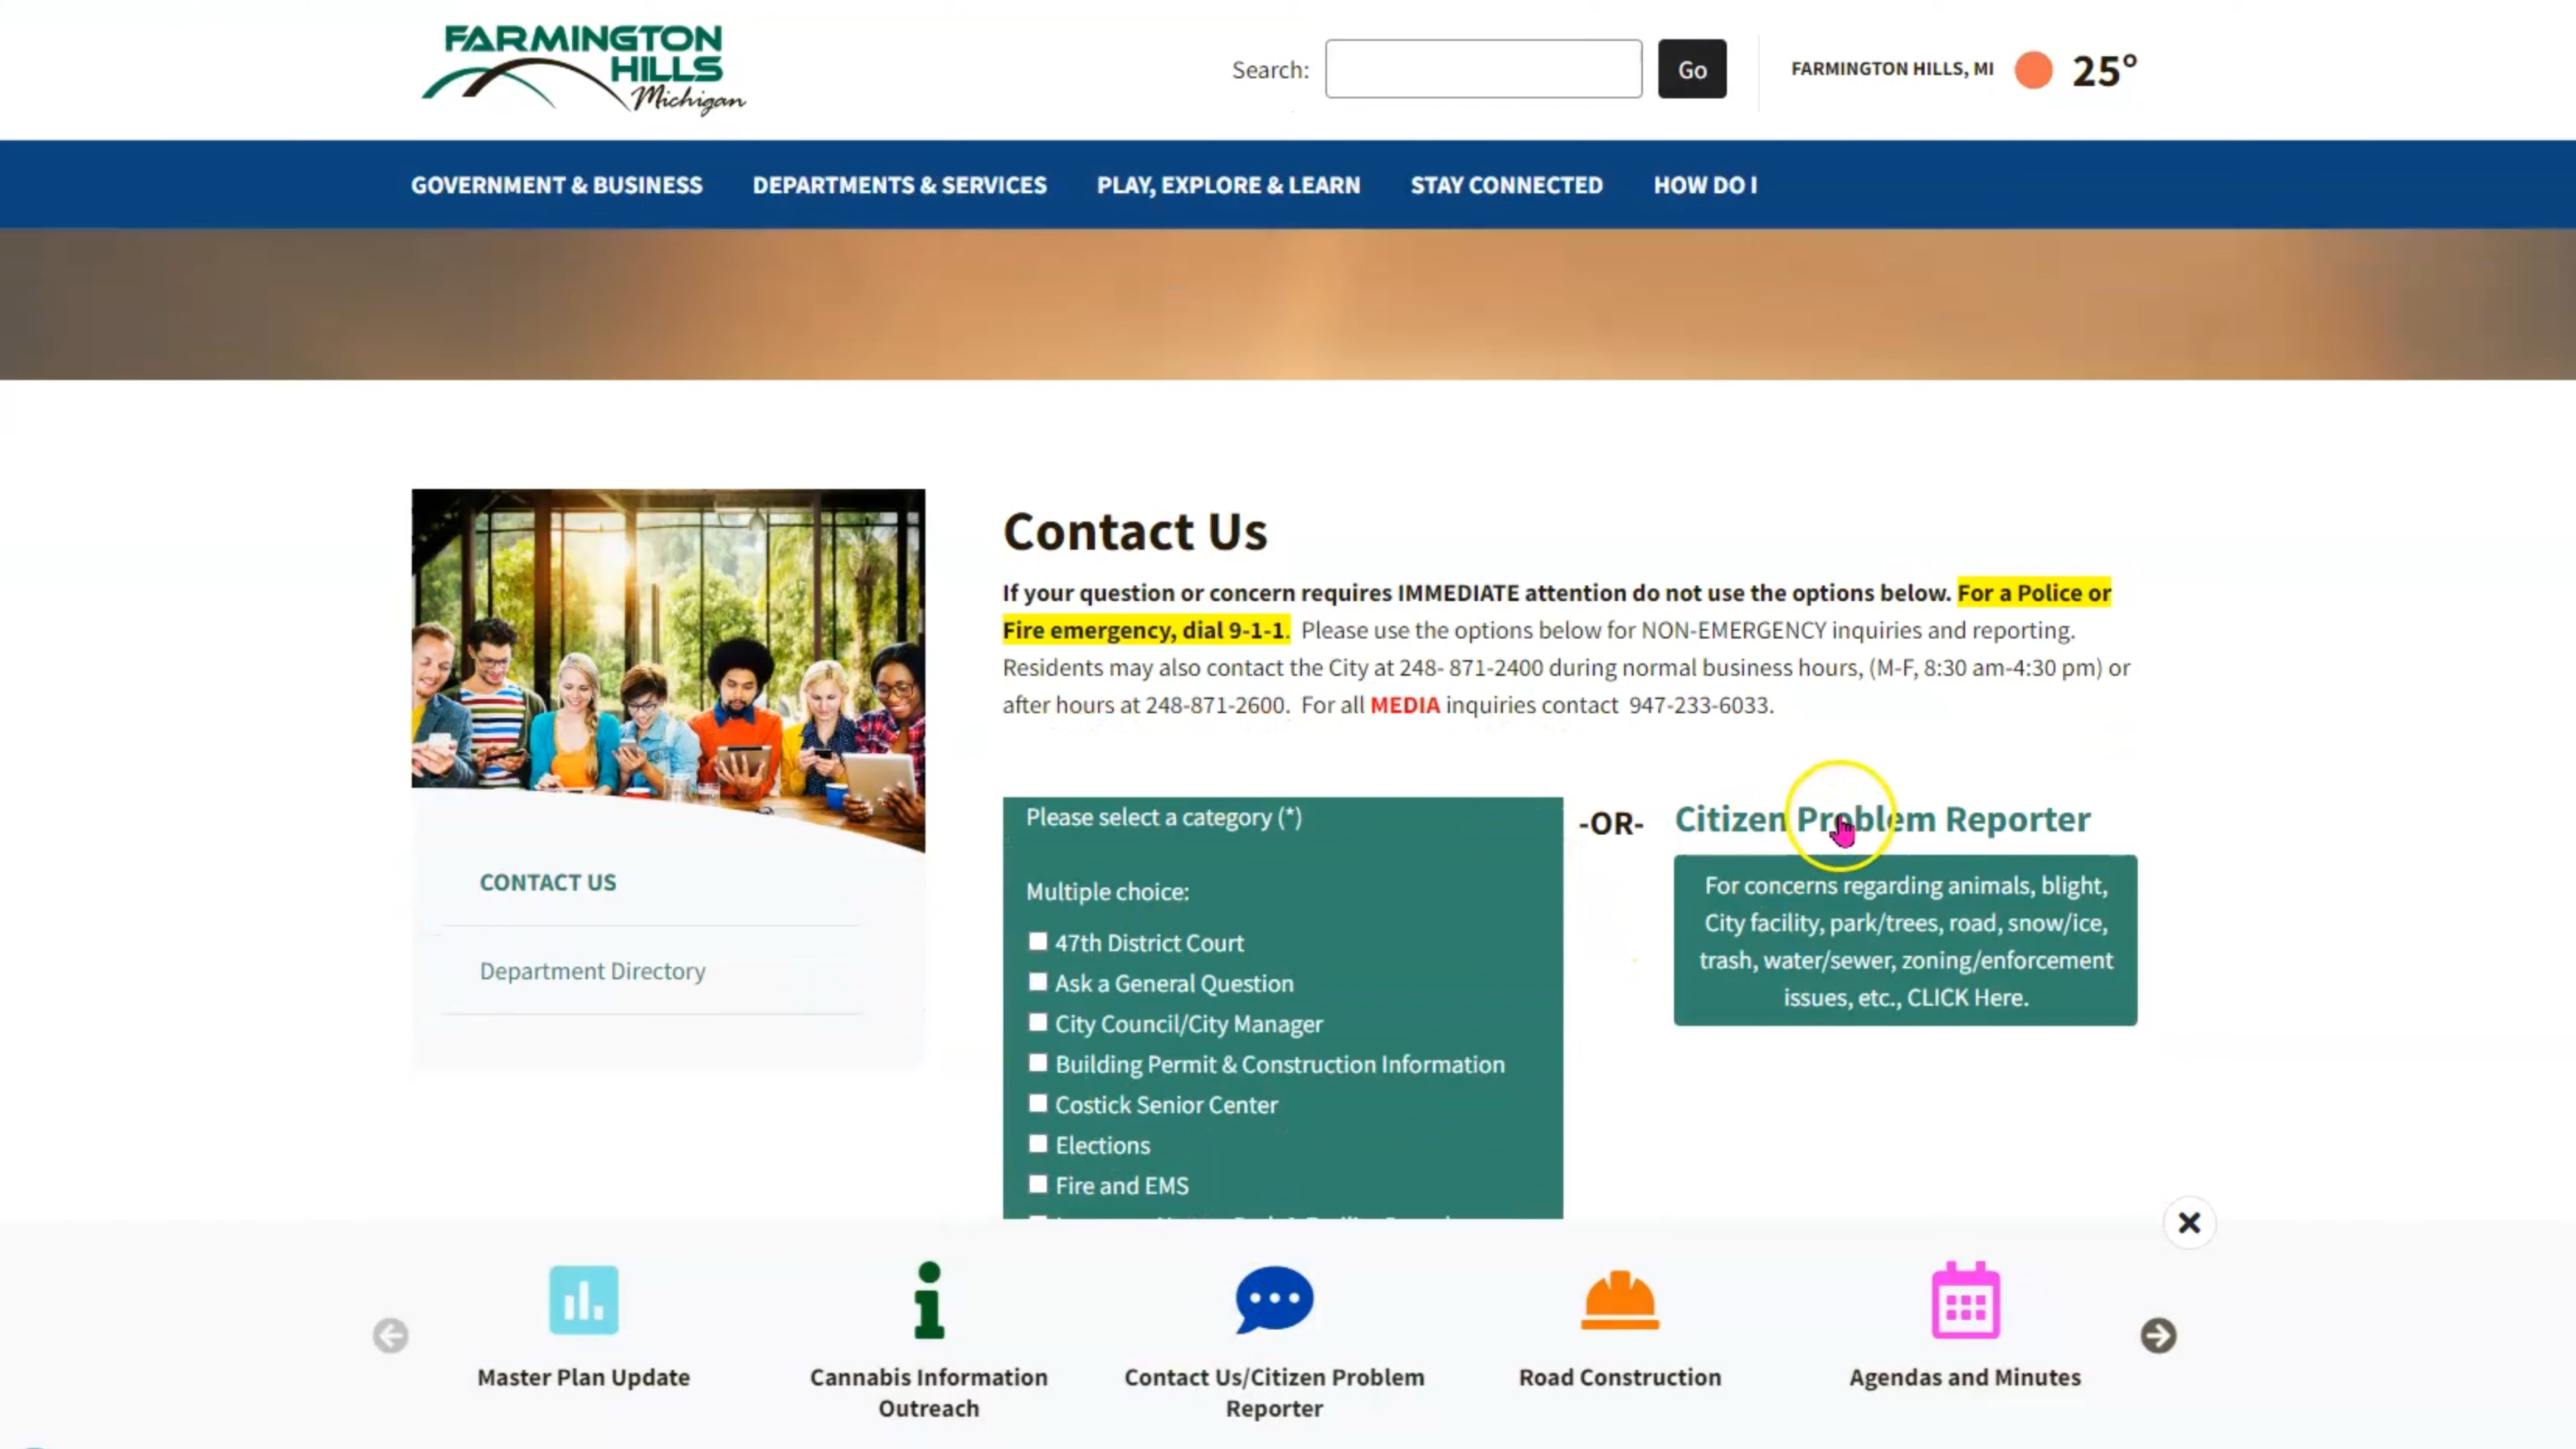 FARMINGTON
HILLS
Michigan
Search:
Go
FARMINGTON HILLS, MI
25°
GOVERNMENT & BUSINESS
DEPARTMENTS & SERVICES
PLAY, EXPLORE & LEARN
STAY CONNECTED
HOW DO I
Contact Us
If your question or concern requires IMMEDIATE attention do not use the options below. For a Police or
Fire emergency, dial 9-1-1. Please use the options below for NON-EMERGENCY inquiries and reporting.
Residents may also contact the City at 248- 871-2400 during normal business hours, (M-F, 8:30 am-4:30 pm) or
after hours at 248-871-2600. For all MEDIA inquiries contact 947-233-6033.
CONTACT US
Department Directory
Please select a category (*)
Multiple choice:
47th District Court
Ask a General Question
City Council/City Manager
Building Permit & Construction Information
Costick Senior Center
Elections
Fire and EMS
-OR-
Citizen Problem Reporter
For concerns regarding animals, blight,
City facility, park/trees, road, snow/ice,
trash, water/sewer, zoning/enforcement
issues, etc., CLICK Here.
Master Plan Update
Cannabis Information
Outreach
Contact Us/Citizen Problem
Reporter
Road Construction
Agendas and Minutes